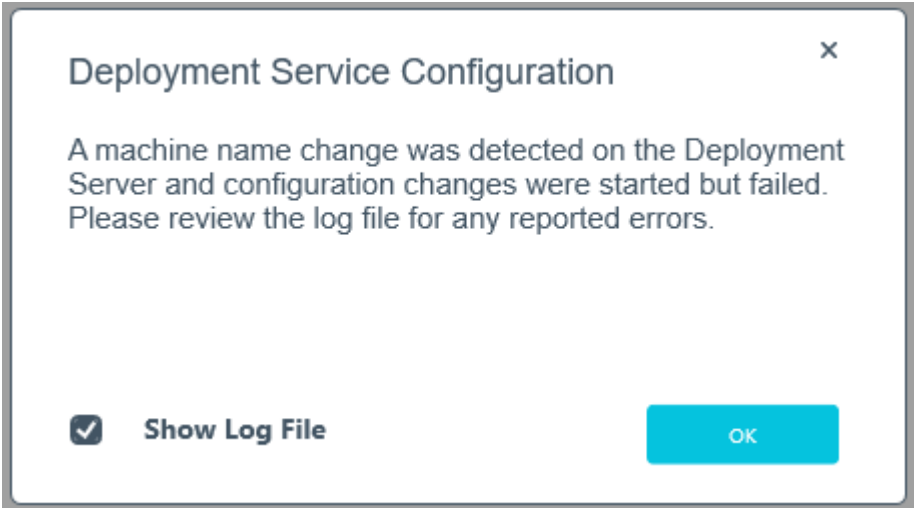 Deployment Service Configuration
A machine name change was detected on the Deployment
Server and configuration changes were started but failed.
Please review the log file for any reported errors.
Show Log File
OK